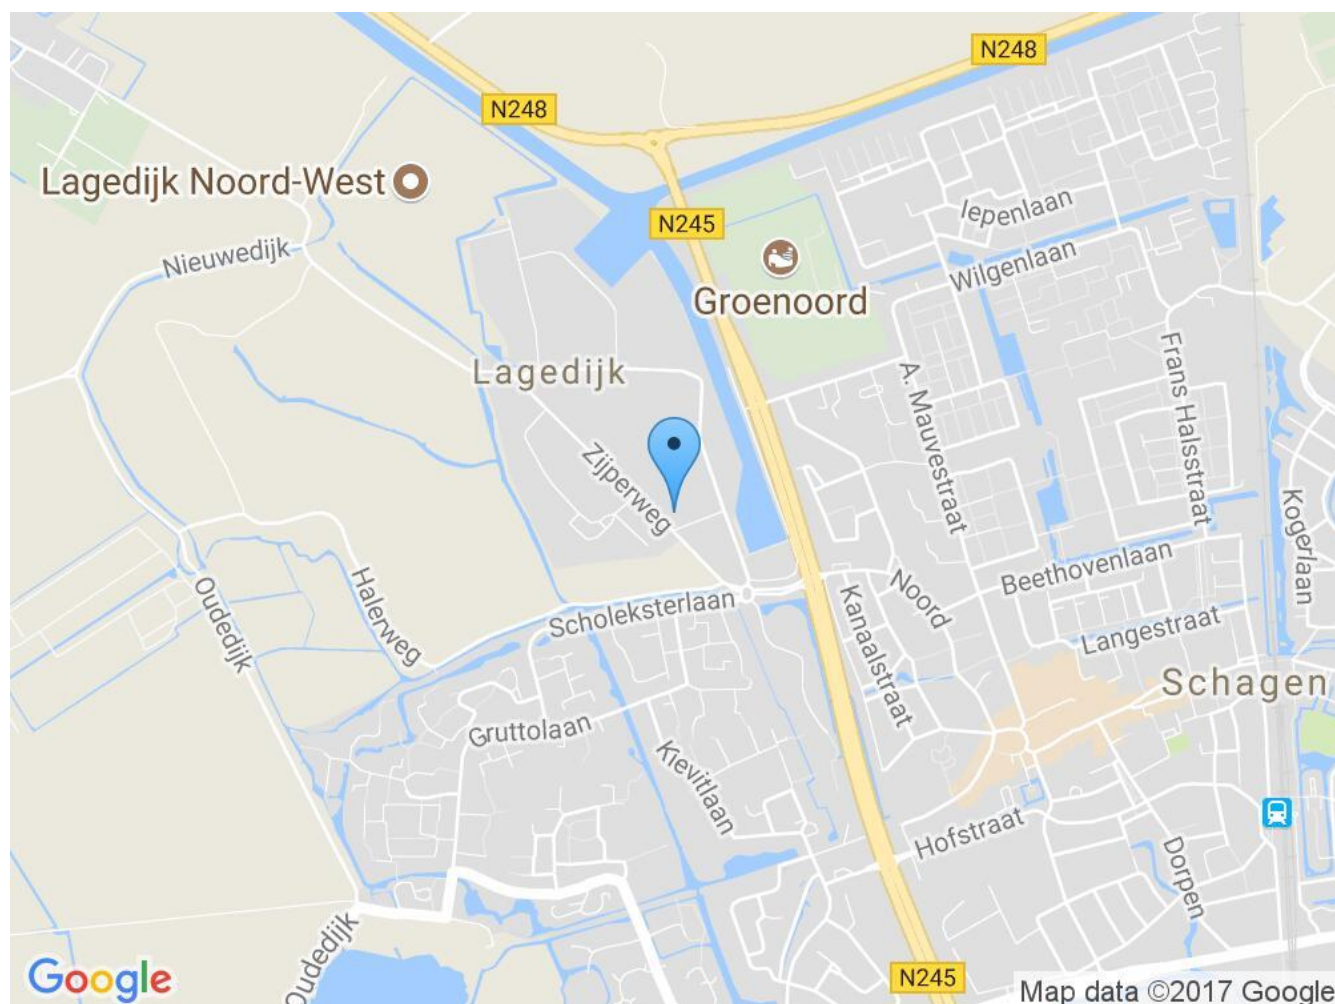 N248
N248
Lagedijk Noord-West
N245
Iepenlaan
Nieuwedijk
Wilgenlaan
Groenoord
Lagedijk
Frans Halsstraat
A. Mauvestraat
Zijperweg
Kogerlaan
Beethovenlaan
Oudedijk
Halerweg
Noord
Scholeksterlaan
Kanaalstraat
Langestraat
Schagen
Gruttolaan
Kievitlaan
Hofstraat
Dorpen
Oudedijk
Google
N245
Map data ©2017 Google